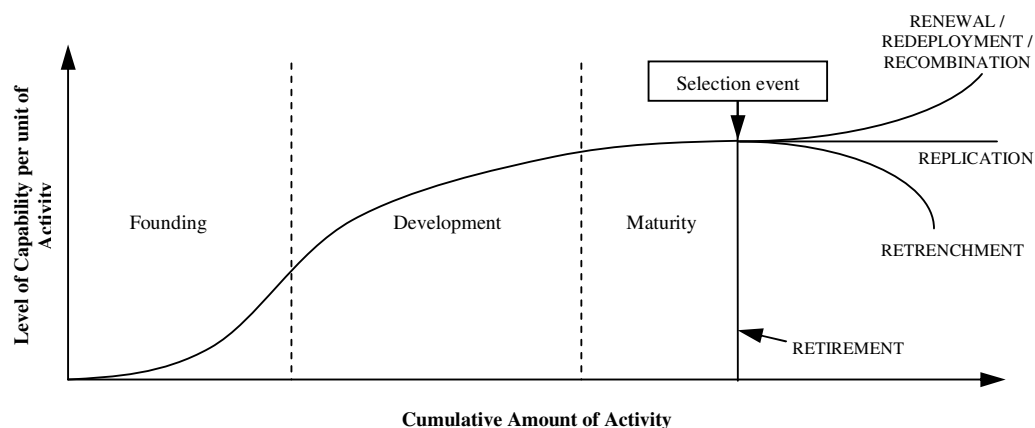 RENEWAL /
REDEPLOYMENT /
RECOMBINATION
Selection event
REPLICATION
Founding
Development
Maturity
RETRENCHMENT
RETIREMENT
Level of Capability per unit of
Activity
Cumulative Amount of Activity